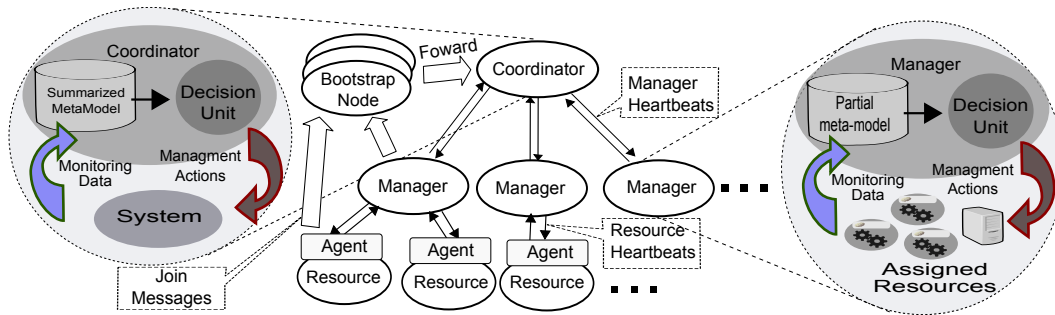 Coordinator
Summarized
MetaModel
Decision
Unit
Monitoring
Data
Managment
Actions
System
Bootstrap
Node
Foward
Coordinator
Manager
Heartbeats
Manager
Manager
Manager
Agent
Resource
Agent
Resource
Agent
Resource
Resource
Heartbeats
Join
Messages
Manager
Partial
meta-model
Decision
Unit
Monitoring
Data
Managment
Actions
Assigned
Resources